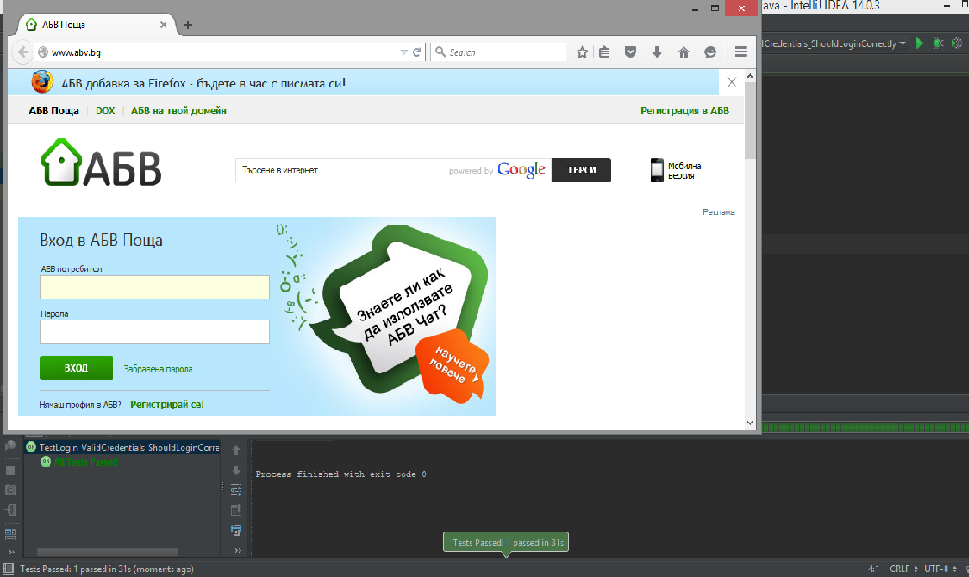 ava - IntelliJ IDEA 14.0.3
АБВ Поща
www.abv.bg
Search
dCredentials_ShouldLoginCorrectly
АБВ добавка за Firefox - бъдете в час с писмата си!
АБВ Поща | DOX | АБВ на твой домейн
Регистрация в АБВ
АБВ
Търсене в интернет
powered by Google
ТЪРСИ
Мобилна
версия
Реклама
Вход в АБВ Поща
АБВ потребител
Парола
ВХОД
Забравена парола
Нямаш профил в АБВ? Регистрирай се!
Знаете ли как
да използвате
АБВ Чат?
научете
повече
TestLogin_ValidCredentials_ShouldLoginCorre
All Tests Passed
Process finished with exit code 0
Tests Passed: 1 passed in 31s
Tests Passed: 1 passed in 31s (moments ago)
4:1 CRLF UTF-8